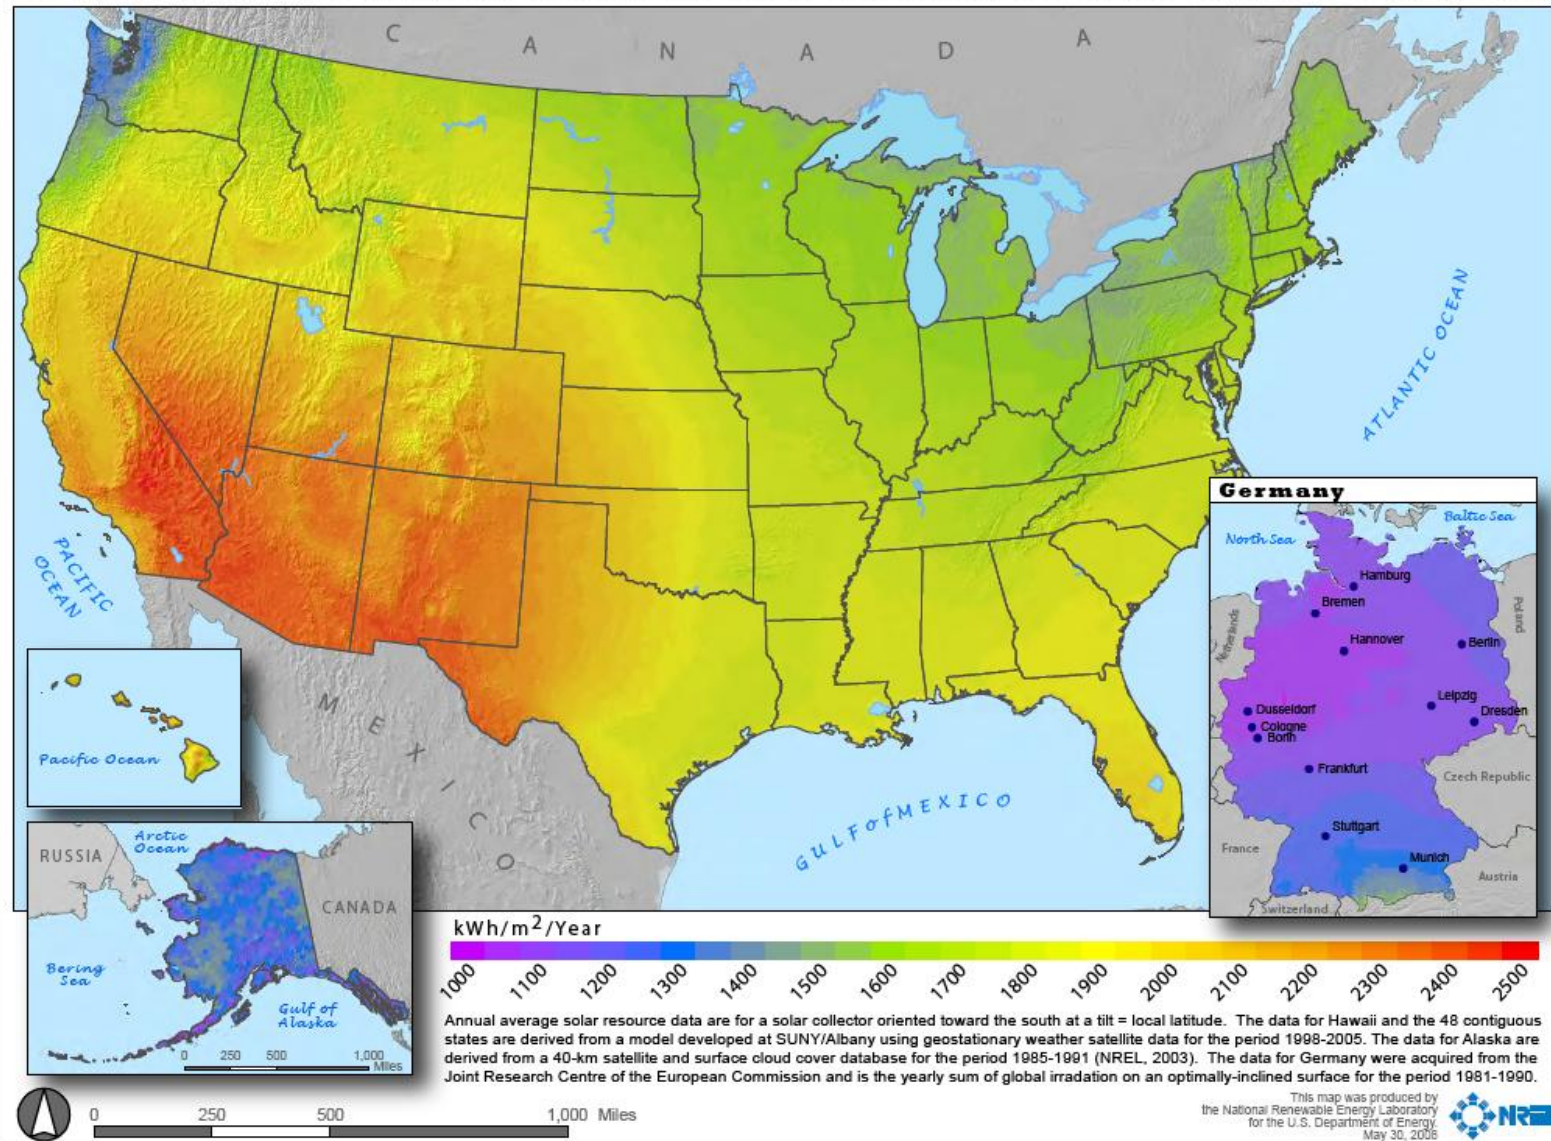 C A N A D A
ATLANTIC OCEAN
PACIFIC
OCEAN
MEXICO
GULF of MEXICO
Pacific Ocean
Arctic
Ocean
RUSSIA
CANADA
Bering
Sea
Gulf of
Alaska
0 250 500 1,000
Miles
Germany
Baltic Sea
North Sea
Hamburg
Bremen
Poland
Netherlands
Hannover
Berlin
Leipzig
Dusseldorf
Dresden
Cologne
Bonn
Frankfurt
Czech Republic
Stuttgart
France
Munich
Austria
Switzerland
kWh/m²/Year
1000 1100 1200 1300 1400 1500 1600 1700 1800 1900 2000 2100 2200 2300 2400 2500
Annual average solar resource data are for a solar collector oriented toward the south at a tilt = local latitude. The data for Hawaii and the 48 contiguous
states are derived from a model developed at SUNY/Albany using geostationary weather satellite data for the period 1998-2005. The data for Alaska are
derived from a 40-km satellite and surface cloud cover database for the period 1985-1991 (NREL, 2003). The data for Germany were acquired from the
Joint Research Centre of the European Commission and is the yearly sum of global irradation on an optimally-inclined surface for the period 1981-1990.
0 250 500 1,000 Miles
This map was produced by
the National Renewable Energy Laboratory
for the U.S. Department of Energy.
May 30, 2008